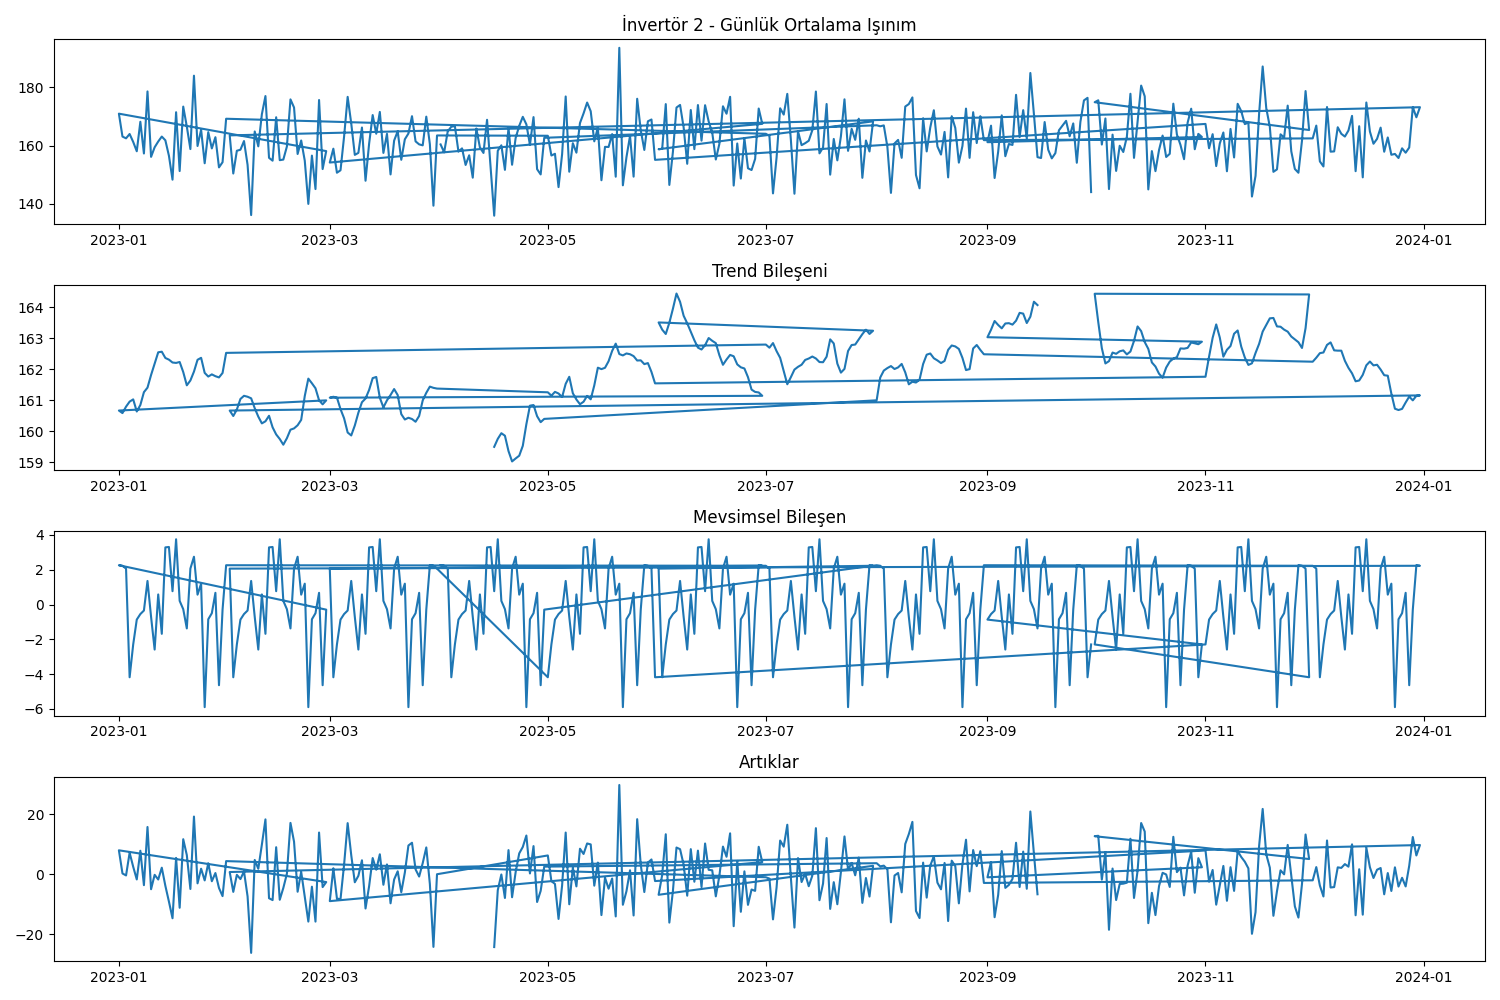 İnvertör 2 - Günlük Ortalama Işınım
180
160
140
2023-01 2023-03 2023-05 2023-07 2023-09 2023-11 2024-01
Trend Bileşeni
164
163
162
161
160
159
2023-01 2023-03 2023-05 2023-07 2023-09 2023-11 2024-01
Mevsimsel Bileşen
4
2
0
−2
−4
−6
2023-01 2023-03 2023-05 2023-07 2023-09 2023-11 2024-01
Artıklar
20
0
−20
2023-01 2023-03 2023-05 2023-07 2023-09 2023-11 2024-01